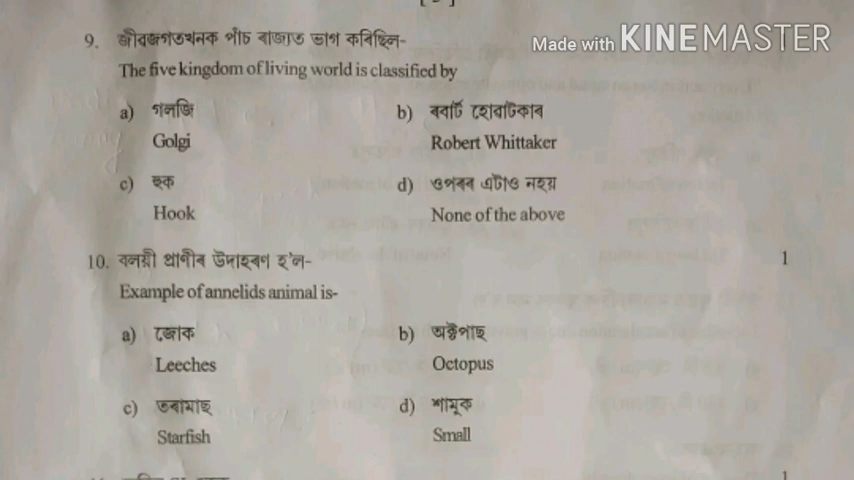 Made with KINEMASTER
9. জীৱজগতখনক পাঁচ ৰাজ্যত ভাগ কৰিছিল-
The five kingdom of living world is classified by
a) গলজি b) ৰবাৰ্ট হোৱাটিকাৰ
Golgi Robert Whittaker
c) হুক d) ওপৰৰ এটাও নহয়
Hook None of the above
10. বলয়ী প্ৰাণীৰ উদাহৰণ হ'ল- 1
Example of annelids animal is-
a) জোক b) অক্টপাছ
Leeches Octopus
c) তৰামাছ d) শামূক
Starfish Small
1